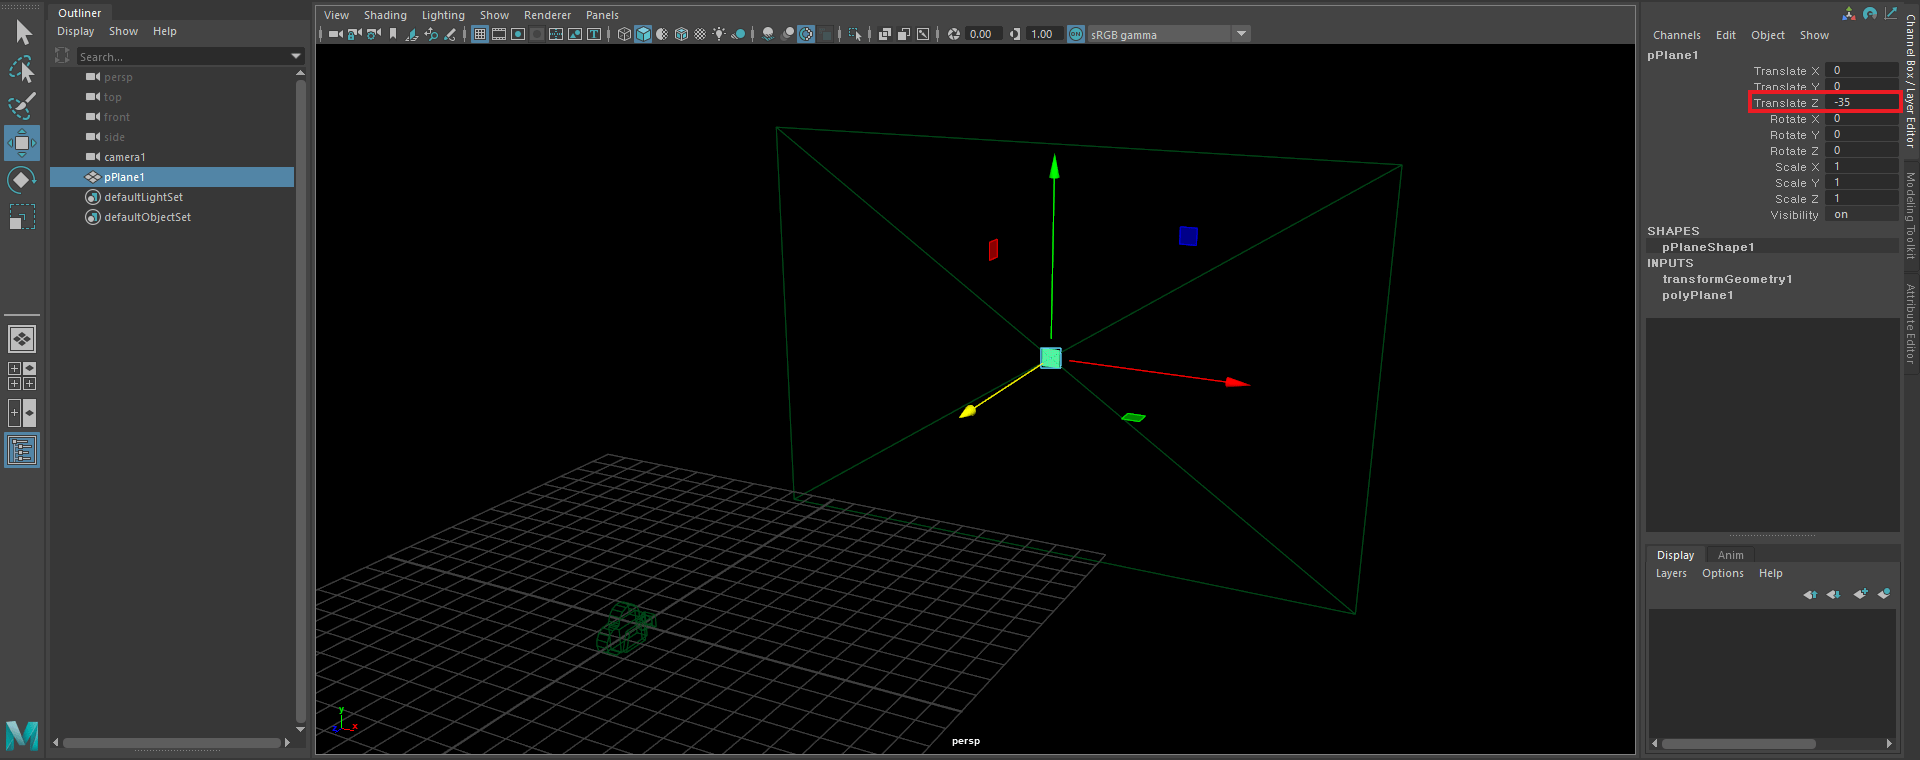 Outliner
Display Show Help
Search...
persp
top
front
side
camera1
pPlane1
defaultLightSet
defaultObjectSet
View Shading Lighting Show Renderer Panels
0.00
1.00
ON
sRGB gamma
y
x
persp
Channels Edit Object Show
pPlane1
Translate X 0
Translate Y 0
Translate Z -35
Rotate X 0
Rotate Y 0
Rotate Z 0
Scale X 1
Scale Y 1
Scale Z 1
Visibility on
SHAPES
pPlaneShape1
INPUTS
transformGeometry1
polyPlane1
Display Anim
Layers Options Help
Channel Box / Layer Editor
Modeling Toolkit
Attribute Editor